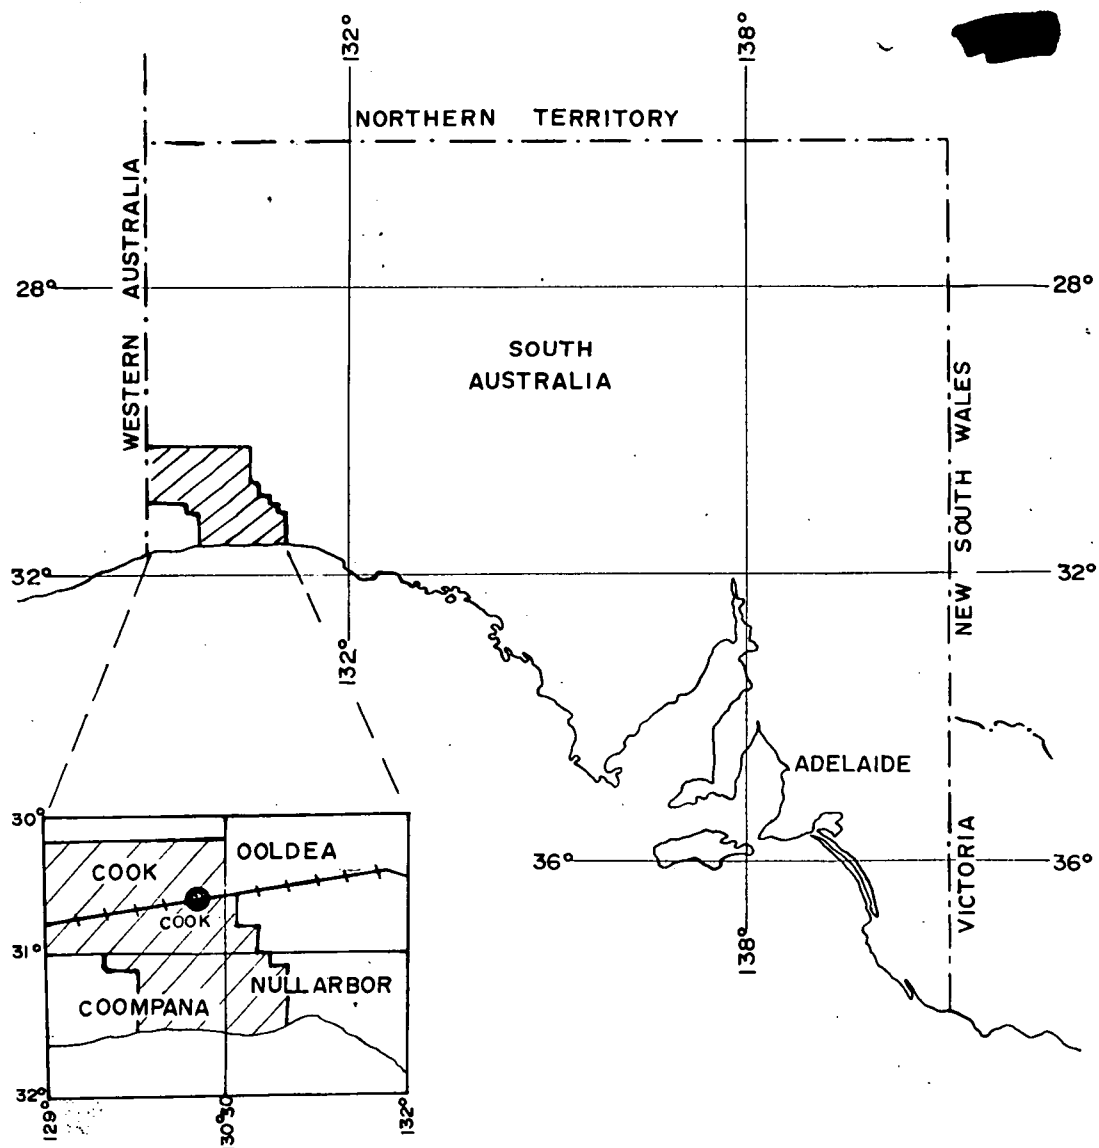 132°
138°
NORTHERN TERRITORY
WESTERN AUSTRALIA
28°
28°
SOUTH
AUSTRALIA
NEW SOUTH WALES
32°
32°
132°
ADELAIDE
36°
36°
VICTORIA
138°
30°
OOLDEA
COOK
COOK
31°
NULLARBOR
COOMPANA
32°
129°
30°30
132°